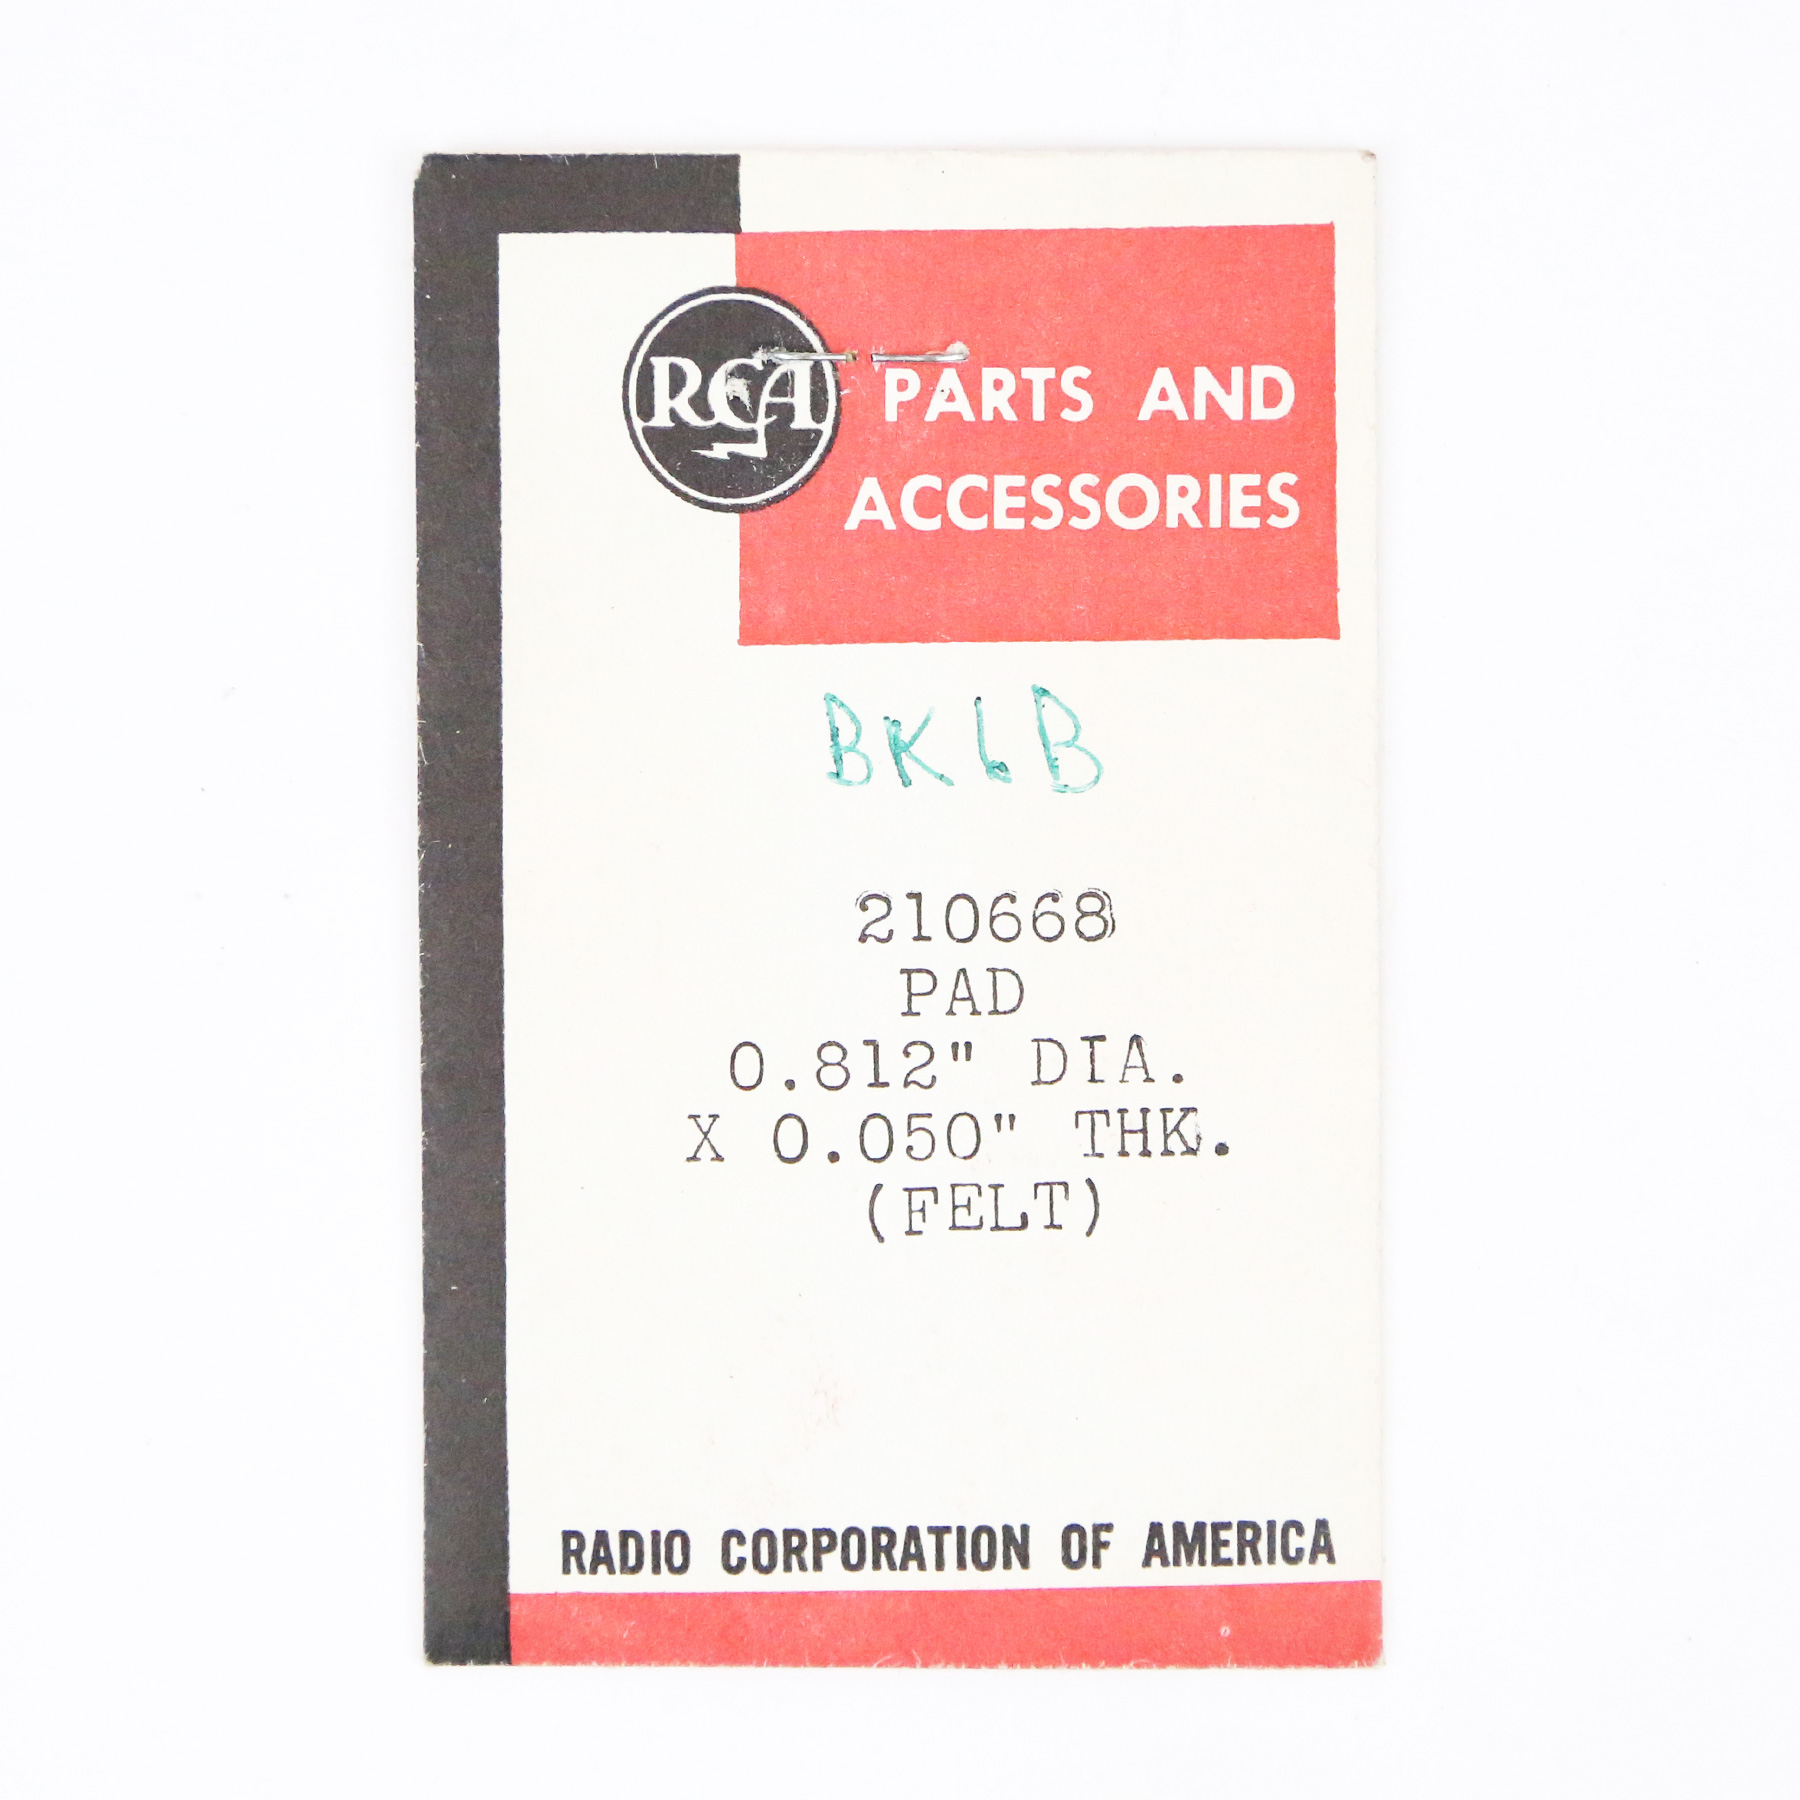 RCA
PARTS AND
ACCESSORIES
BK6B
210668
PAD
0.812" DIA.
X 0.050" THK.
(FELT)
RADIO CORPORATION OF AMERICA